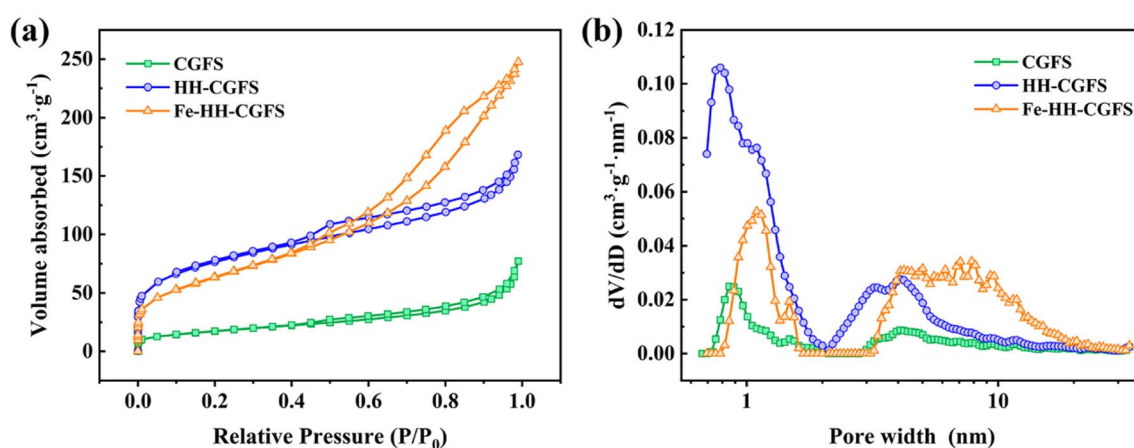 (a)
CGFS
HH-CGFS
Fe-HH-CGFS
Volume absorbed (cm³·g⁻¹)
250
200
150
100
50
0
0.0 0.2 0.4 0.6 0.8 1.0
Relative Pressure (P/P₀)
(b)
CGFS
HH-CGFS
Fe-HH-CGFS
dV/dD (cm³·g⁻¹·nm⁻¹)
0.12
0.10
0.08
0.06
0.04
0.02
0.00
1 10
Pore width (nm)